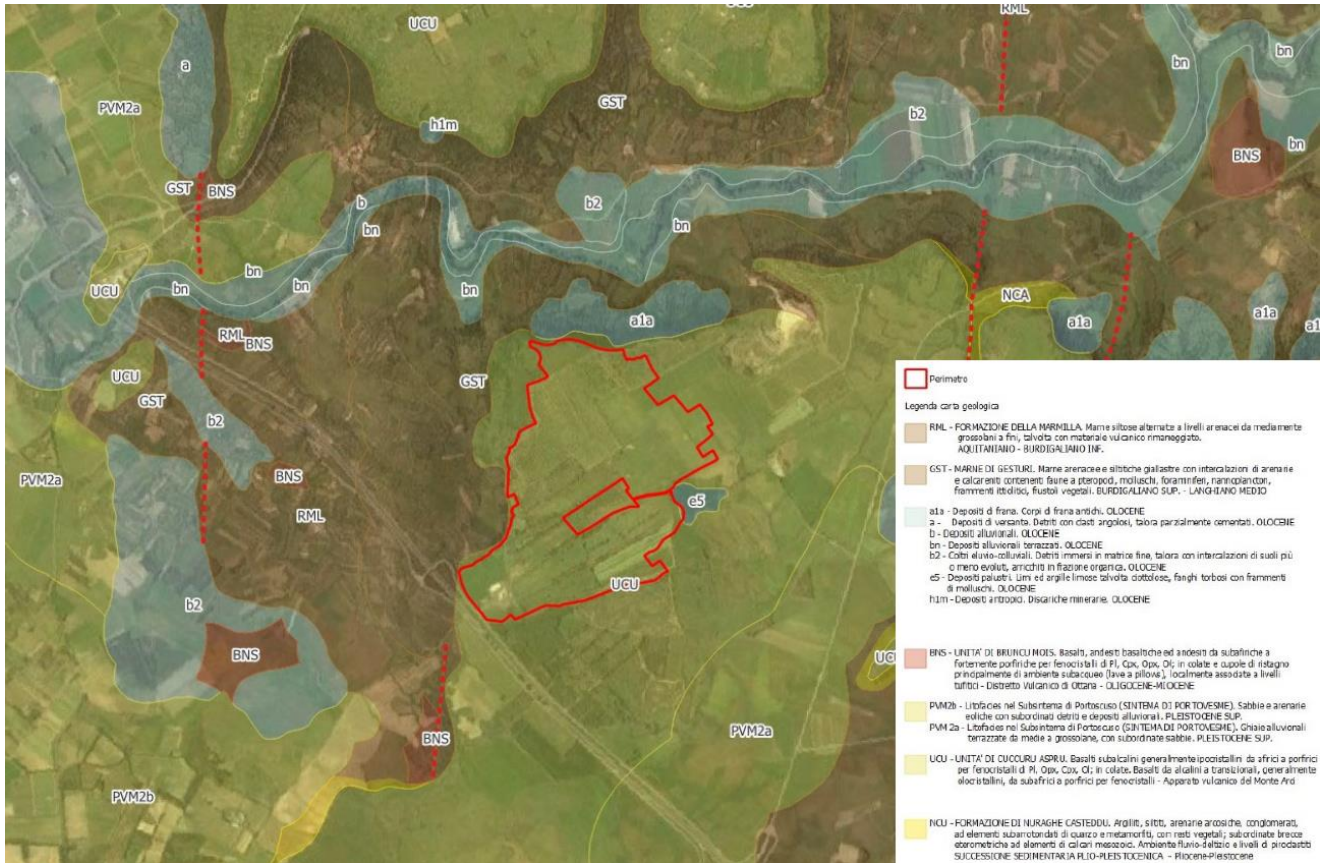 UCU
RML
a
bn
PVM2a
GST
b2
h1m
bn
BNS
bn
GST
BNS
b2
b
bn
bn
bn
bn
UCU
bn
bn
NCA
a1a
a1a
a1a
a1
RML
BNS
UCU
GST
GST
b2
PVM2a
BNS
e5
RML
UCU
b2
BNS
UCU
PVM2a
BNS
PVM2b
Perimetro
Legenda carta geologica
RML - FORMAZIONE DELLA MARMILLA. Marne siltose alternate a livelli arenacei da mediamente
grossolani a fini, talvolta con materiale vulcanico rimaneggiato.
AQUITANIANO - BURDIGALIANO INF.
GST - MARNE DI GESTURI. Marne arenacee e siltitiche giallastre con intercalazioni di arenarie
e calcareniti contenenti faune a pteropodi, molluschi, foraminiferi, nannoplancton,
frammenti ittiolitici, frustoli vegetali. BURDIGALIANO SUP. - LANGHIANO MEDIO
a1a - Depositi di frana. Corpi di frana antichi. OLOCENE
a - Depositi di versante. Detriti con clasti angolosi, talora parzialmente cementati. OLOCENE
b - Depositi alluvionali. OLOCENE
bn - Depositi alluvionali terrazzati. OLOCENE
b2 - Coltri eluvio-colluviali. Detriti immersi in matrice fine, talora con intercalazioni di suoli più
o meno evoluti, arricchiti in frazione organica. OLOCENE
e5 - Depositi palustri. Limi ed argille limose talvolta ciottolose, fanghi torbosi con frammenti
di molluschi. OLOCENE
h1m - Depositi antropici. Discariche minerarie. OLOCENE
BNS - UNITA' DI BRUNCU MOIS. Basalti, andesiti basaltiche ed andesiti da subafiriche a
fortemente porfiriche per fenocristalli di Pl, Cpx, Opx, Ol; in colate e cupole di ristagno
principalmente di ambiente subacqueo (lave a pillows), localmente associate a livelli
tufitici - Distretto Vulcanico di Ottana - OLIGOCENE-MIOCENE
PVM2b - Litofacies nel Subsintema di Portoscuso (SINTEMA DI PORTOVESME). Sabbie e arenarie
eoliche con subordinati detriti e depositi alluvionali. PLEISTOCENE SUP.
PVM2a - Litofacies nel Subsintema di Portoscuso (SINTEMA DI PORTOVESME). Ghiaie alluvionali
terrazzate da medie a grossolane, con subordinate sabbie. PLEISTOCENE SUP.
UCU - UNITA' DI CUCCURU ASPRU. Basalti subalcalini generalmente ipocristallini da afirici a porfirici
per fenocristalli di Pl, Opx, Cpx, Ol; in colate. Basalti da alcalini a transizionali, generalmente
olocristallini, da subafirici a porfirici per fenocristalli - Apparato vulcanico del Monte Arci
NCU - FORMAZIONE DI NURAGHE CASTEDDU. Argilliti, siltiti, arenarie arcosiche, conglomerati,
ad elementi subarrotondati di quarzo e metamorfiti, con resti vegetali; subordinate brecce
eterometriche ad elementi di calcari mesozoici. Ambiente fluvio-deltizio e livelli di piroclastiti
SUCCESSIONE SEDIMENTARIA PLIO-PLEISTOCENICA - Pliocene-Pleistocene